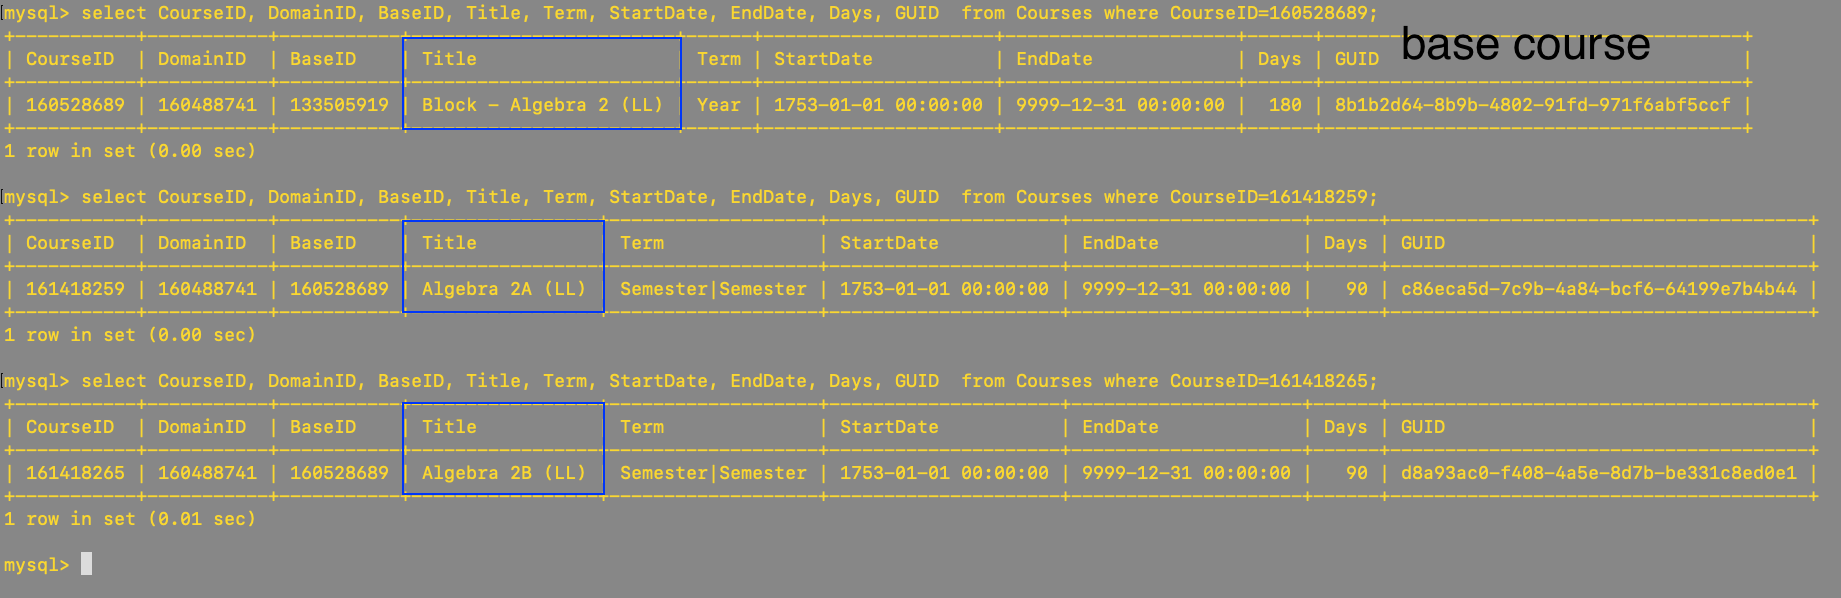 mysql> select CourseID, DomainID, BaseID, Title, Term, StartDate, EndDate, Days, GUID  from Courses where CourseID=160528689;
base course
| CourseID  | DomainID  | BaseID    | Title                  | Term | StartDate           | EndDate             | Days | GUID                                 |
| 160528689 | 160488741 | 133505919 | Block – Algebra 2 (LL) | Year | 1753-01-01 00:00:00 | 9999-12-31 00:00:00 |  180 | 8b1b2d64-8b9b-4802-91fd-971f6abf5ccf |
1 row in set (0.00 sec)
mysql> select CourseID, DomainID, BaseID, Title, Term, StartDate, EndDate, Days, GUID  from Courses where CourseID=161418259;
| CourseID  | DomainID  | BaseID    | Title           | Term              | StartDate           | EndDate             | Days | GUID                                 |
| 161418259 | 160488741 | 160528689 | Algebra 2A (LL) | Semester|Semester | 1753-01-01 00:00:00 | 9999-12-31 00:00:00 |   90 | c86eca5d-7c9b-4a84-bcf6-64199e7b4b44 |
1 row in set (0.00 sec)
mysql> select CourseID, DomainID, BaseID, Title, Term, StartDate, EndDate, Days, GUID  from Courses where CourseID=161418265;
| CourseID  | DomainID  | BaseID    | Title           | Term              | StartDate           | EndDate             | Days | GUID                                 |
| 161418265 | 160488741 | 160528689 | Algebra 2B (LL) | Semester|Semester | 1753-01-01 00:00:00 | 9999-12-31 00:00:00 |   90 | d8a93ac0-f408-4a5e-8d7b-be331c8ed0e1 |
1 row in set (0.01 sec)
mysql>